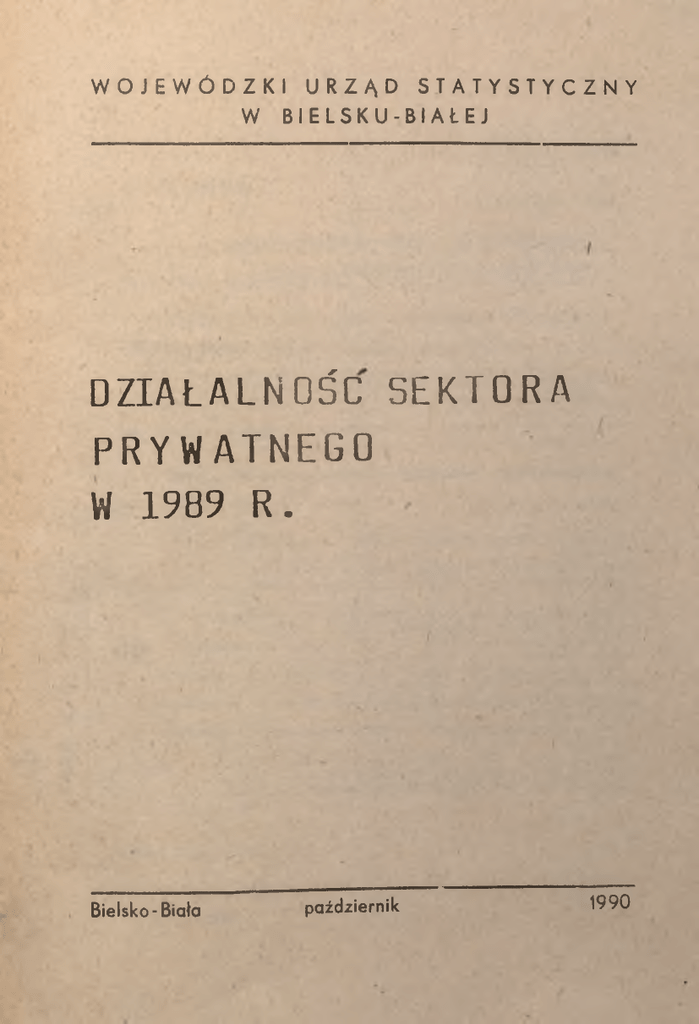 WOJEWÓDZKI URZĄD STATYSTYCZNY
W BIELSKU-BIAŁEJ
DZIAŁALNOŚĆ SEKTORA
PRYWATNEGO
W 1989 R.
Bielsko-Biała październik 1990